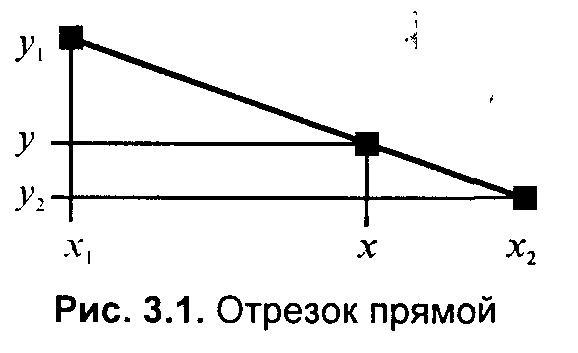 y₁
y
y₂
x₁ x x₂
Рис. 3.1. Отрезок прямой